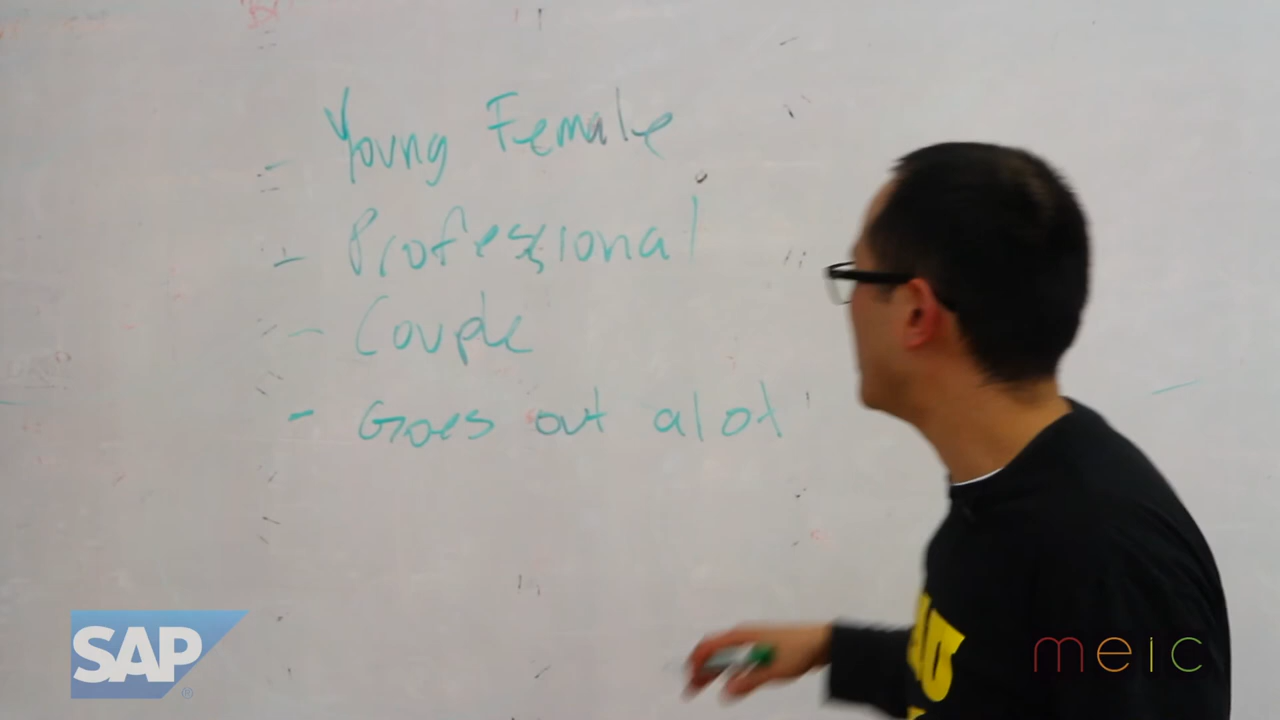 Young Female
- Professional
- Couple
- Goes out alot
SAP®
meic